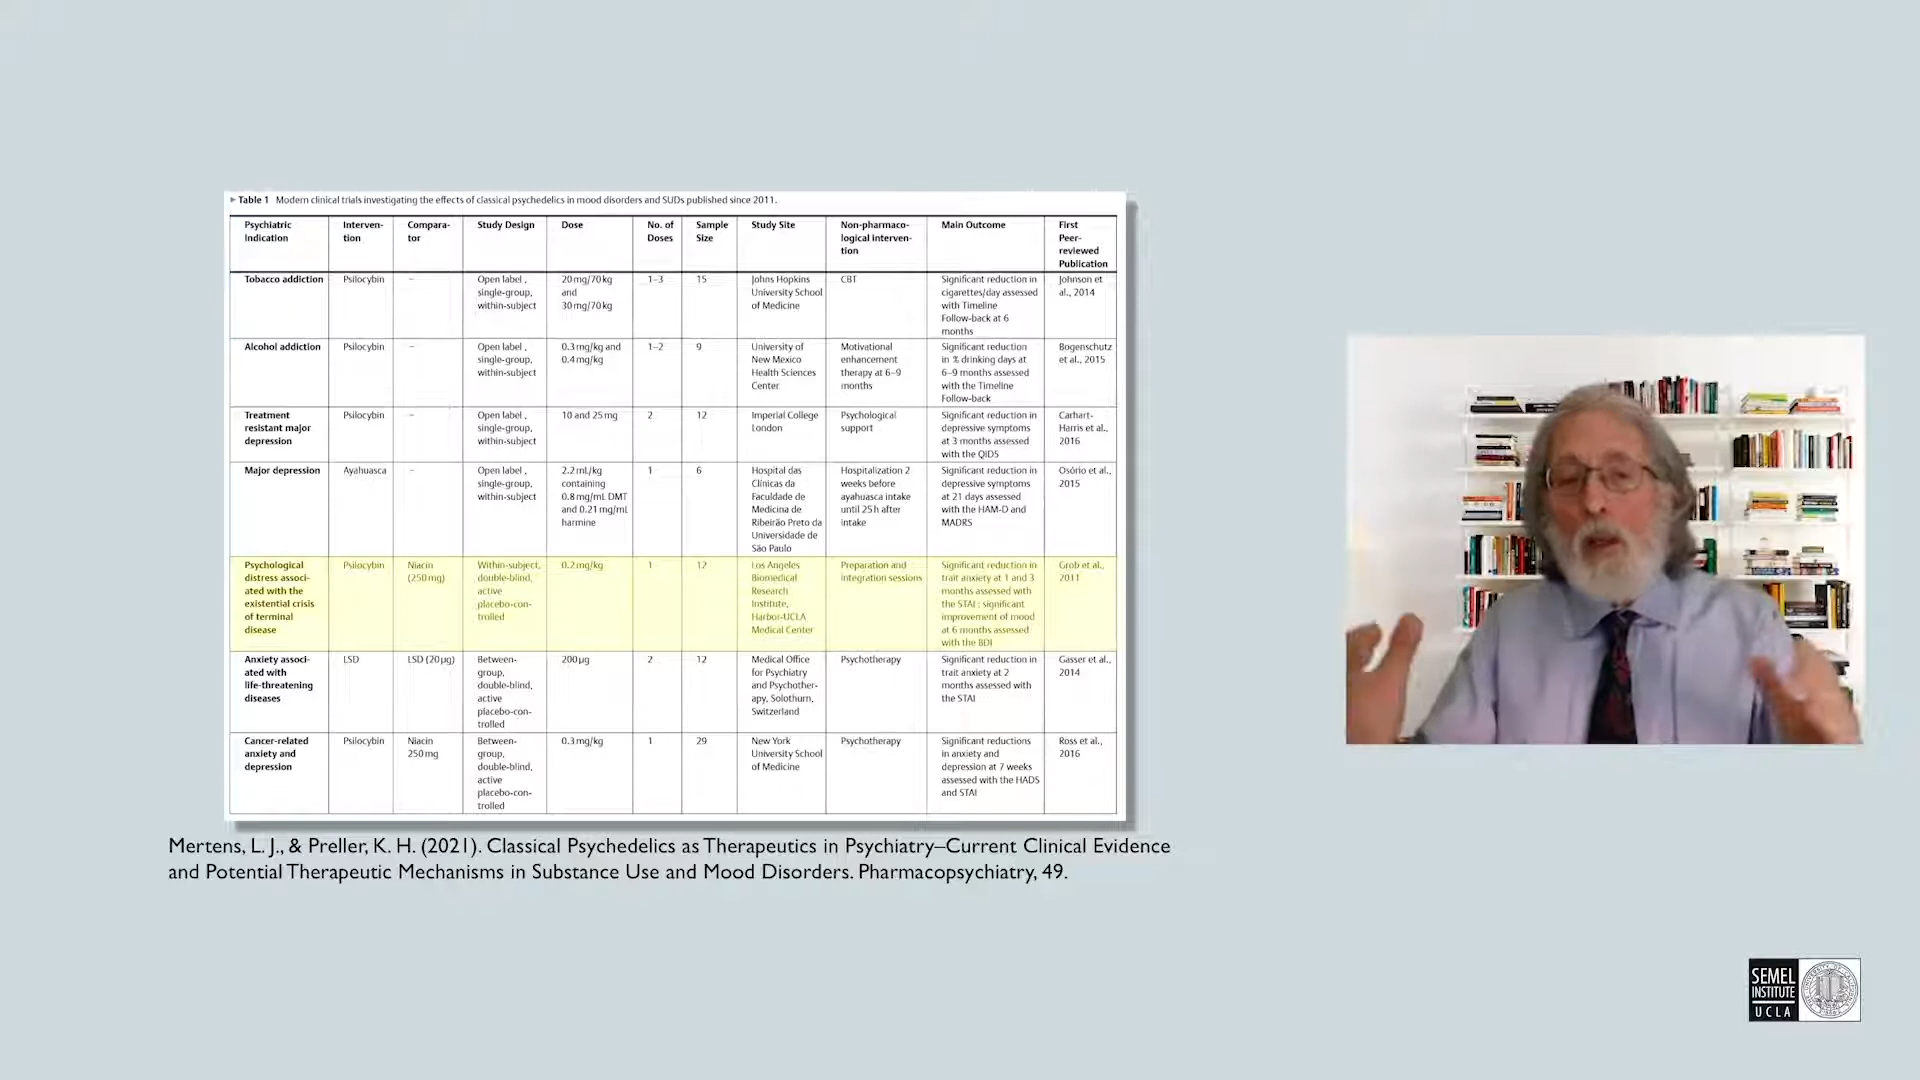 ▶ Table 1 Modern clinical trials investigating the effects of classical psychedelics in mood disorders and SUDs published since 2011.
Psychiatric
Indication
Interven-
tion
Compara-
tor
Study Design
Dose
No. of
Doses
Sample
Size
Study Site
Non-pharmaco-
logical interven-
tion
Main Outcome
First
Peer-
reviewed
Publication
Tobacco addiction
Psilocybin
–
Open label ,
single-group,
within-subject
20 mg/70 kg
and
30 mg/70 kg
1–3
15
Johns Hopkins
University School
of Medicine
CBT
Significant reduction in
cigarettes/day assessed
with Timeline
Follow-back at 6
months
Johnson et
al., 2014
Alcohol addiction
Psilocybin
–
Open label ,
single-group,
within-subject
0.3 mg/kg and
0.4 mg/kg
1–2
9
University of
New Mexico
Health Sciences
Center
Motivational
enhancement
therapy at 6–9
months
Significant reduction
in % drinking days at
6–9 months assessed
with the Timeline
Follow-back
Bogenschutz
et al., 2015
Treatment
resistant major
depression
Psilocybin
–
Open label ,
single-group,
within-subject
10 and 25 mg
2
12
Imperial College
London
Psychological
support
Significant reduction in
depressive symptoms
at 3 months assessed
with the QIDS
Carhart-
Harris et al.,
2016
Major depression
Ayahuasca
–
Open label ,
single-group,
within-subject
2.2 mL/kg
containing
0.8 mg/mL DMT
and 0.21 mg/mL
harmine
1
6
Hospital das
Clínicas da
Faculdade de
Medicina de
Ribeirão Preto da
Universidade de
São Paulo
Hospitalization 2
weeks before
ayahuasca intake
until 25 h after
intake
Significant reduction in
depressive symptoms
at 21 days assessed
with the HAM-D and
MADRS
Osório et al.,
2015
Psychological
distress associ-
ated with the
existential crisis
of terminal
disease
Psilocybin
Niacin
(250 mg)
Within-subject,
double-blind,
active
placebo-con-
trolled
0.2 mg/kg
1
12
Los Angeles
Biomedical
Research
Institute,
Harbor-UCLA
Medical Center
Preparation and
integration sessions
Significant reduction in
trait anxiety at 1 and 3
months assessed with
the STAI ; significant
improvement of mood
at 6 months assessed
with the BDI
Grob et al.,
2011
Anxiety associ-
ated with
life-threatening
diseases
LSD
LSD (20 µg)
Between-
group,
double-blind,
active
placebo-con-
trolled
200 µg
2
12
Medical Office
for Psychiatry
and Psychother-
apy, Solothurn,
Switzerland
Psychotherapy
Significant reduction in
trait anxiety at 2
months assessed with
the STAI
Gasser et al.,
2014
Cancer-related
anxiety and
depression
Psilocybin
Niacin
250 mg
Between-
group,
double-blind,
active
placebo-con-
trolled
0.3 mg/kg
1
29
New York
University School
of Medicine
Psychotherapy
Significant reductions
in anxiety and
depression at 7 weeks
assessed with the HADS
and STAI
Ross et al.,
2016
Mertens, L. J., & Preller, K. H. (2021). Classical Psychedelics as Therapeutics in Psychiatry–Current Clinical Evidence
and Potential Therapeutic Mechanisms in Substance Use and Mood Disorders. Pharmacopsychiatry, 49.
SEMEL
INSTITUTE
UCLA